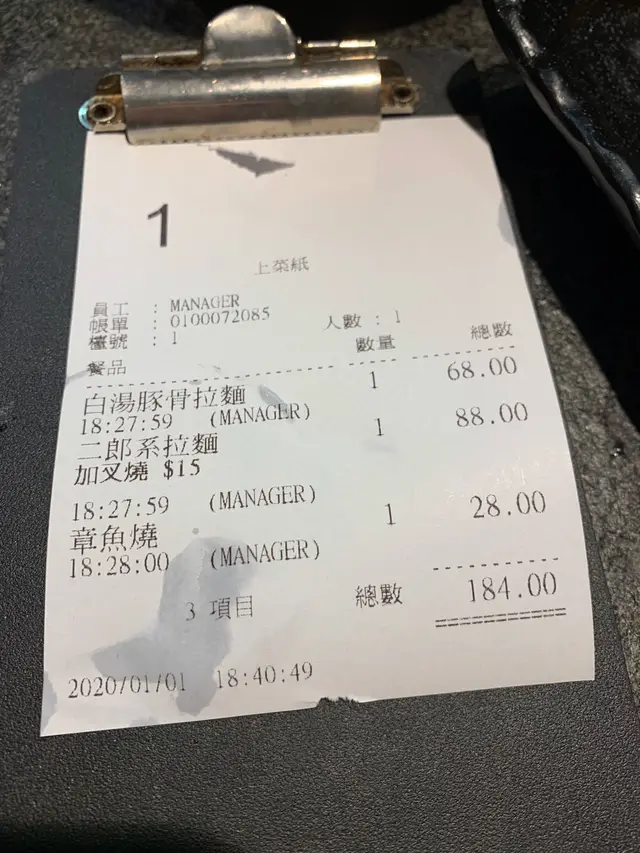 1
上菜紙
員工 : MANAGER
帳單 : 0100072085
檯號 : 1 人數 : 1
餐品 數量 總數
白湯豚骨拉麵 1 68.00
18:27:59 (MANAGER)
二郎系拉麵 1 88.00
加叉燒 $15
18:27:59 (MANAGER)
章魚燒 1 28.00
18:28:00 (MANAGER)
3 項目 總數 184.00
2020/01/01 18:40:49